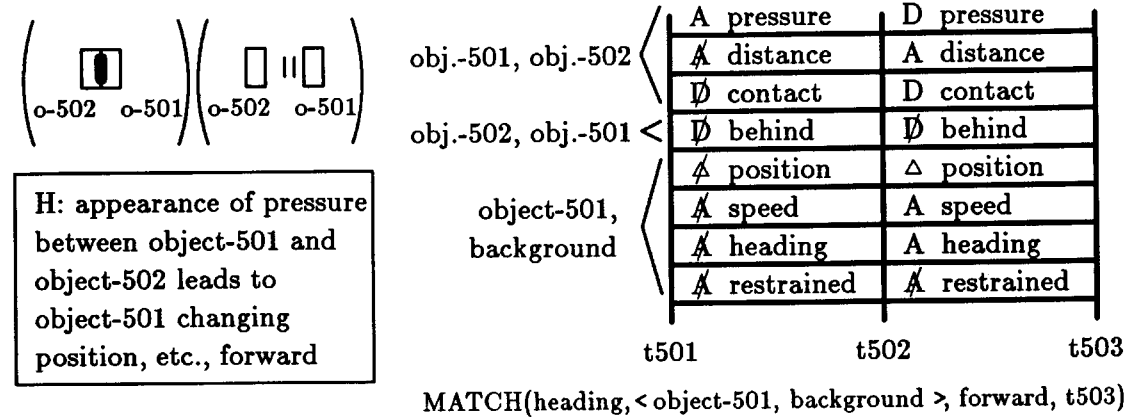 o-502 o-501 o-502 o-501
H: appearance of pressure
between object-501 and
object-502 leads to
object-501 changing
position, etc., forward
obj.-501, obj.-502
A pressure D pressure
A̸ distance A distance
D̸ contact D contact
obj.-502, obj.-501 <
D̸ behind D̸ behind
object-501,
background
△̸ position △ position
A̸ speed A speed
A̸ heading A heading
A̸ restrained A̸ restrained
t501 t502 t503
MATCH(heading, < object-501, background >, forward, t503)